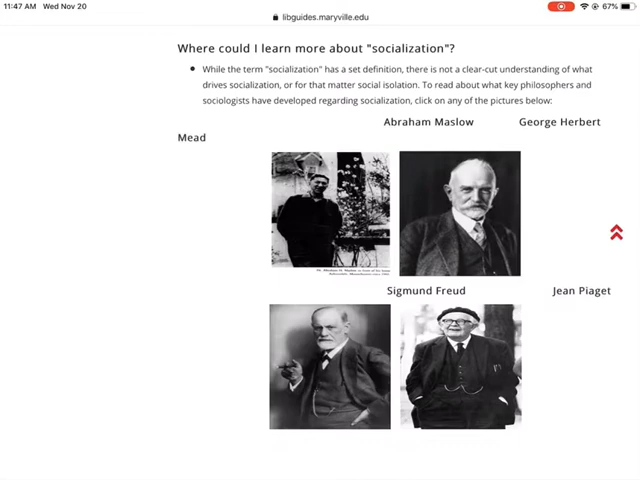 11:47 AM Wed Nov 20
67%
libguides.maryville.edu
Where could I learn more about "socialization"?
While the term "socialization" has a set definition, there is not a clear-cut understanding of what
drives socialization, or for that matter social isolation. To read about what key philosophers and
sociologists have developed regarding socialization, click on any of the pictures below:
Abraham Maslow George Herbert
Mead
Sigmund Freud Jean Piaget